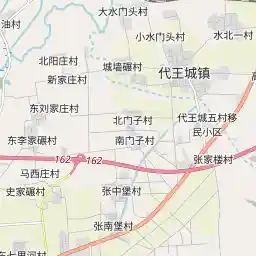 大水门头村
油村
小水门头村
水北一村
北阳庄村
城墙碾村
新家庄村
代王城镇
东刘家庄村
北门子村
代王城五村移
民小区
东李家碾村
南门子村
162
162
张家楼村
马西庄村
史家碾村
张中堡村
张南堡村